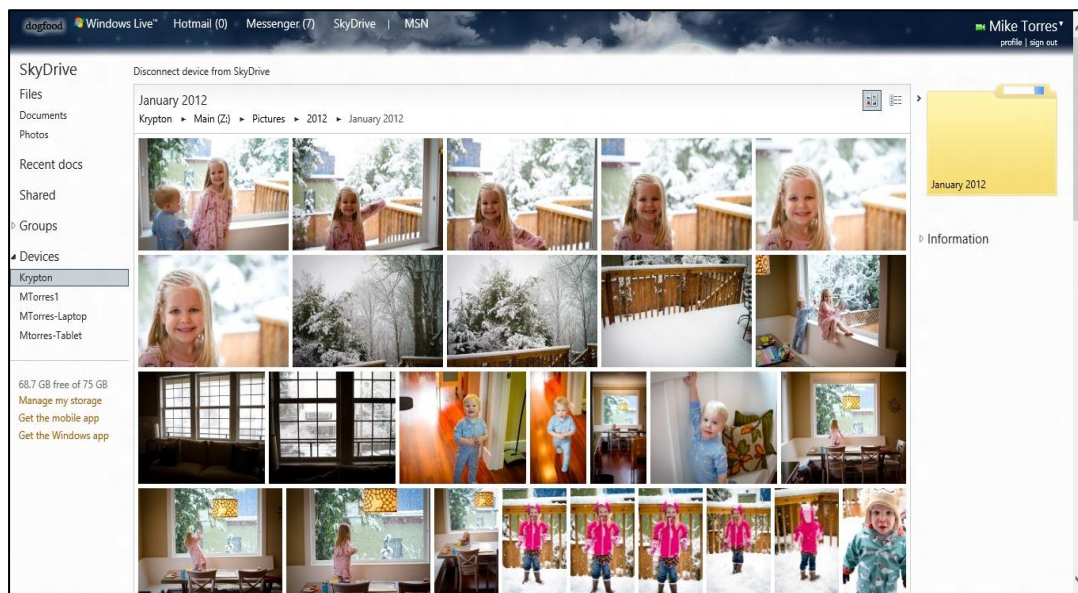 dogfood Windows Live™ Hotmail (0) Messenger (7) SkyDrive | MSN
Mike Torres
profile | sign out
SkyDrive
Files
Documents
Photos
Recent docs
Shared
Groups
Devices
Krypton
MTorres1
MTorres-Laptop
Mtorres-Tablet
68.7 GB free of 75 GB
Manage my storage
Get the mobile app
Get the Windows app
Disconnect device from SkyDrive
January 2012
Krypton ► Main (Z:) ► Pictures ► 2012 ► January 2012
January 2012
Information